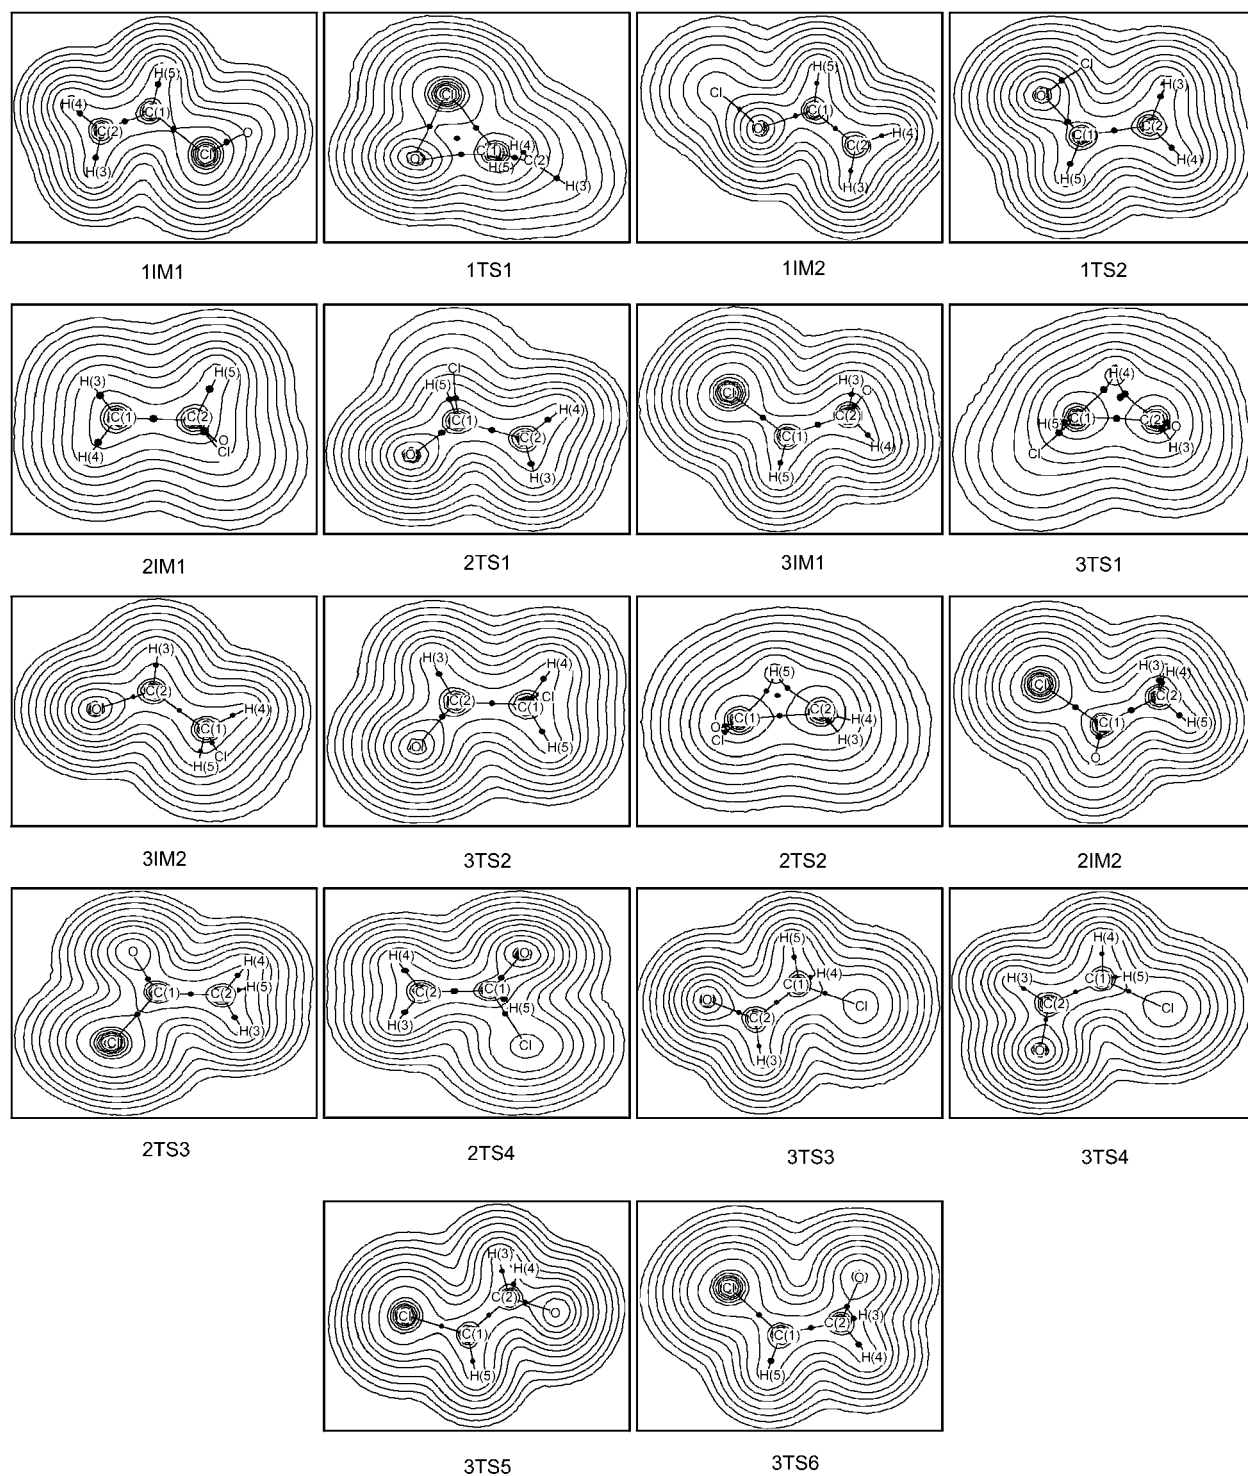 H(5)
H(4)
C(1)
O
C(2)
Cl
H(3)
1IM1
Cl
O
C(1)
H(4)
H(5)
C(2)
H(3)
1TS1
H(5)
Cl
C(1)
O
H(4)
C(2)
H(3)
1IM2
Cl
H(3)
O
C(2)
C(1)
H(4)
H(5)
1TS2
H(3)
H(5)
C(1)
C(2)
O
H(4)
Cl
2IM1
Cl
H(5)
H(4)
C(1)
C(2)
O
H(3)
2TS1
H(3)
O
Cl
C(2)
C(1)
H(4)
H(5)
3IM1
H(4)
C(1)
C(2)
H(5)
O
Cl
H(3)
3TS1
H(3)
C(2)
O
H(4)
C(1)
Cl
H(5)
3IM2
H(3)
H(4)
Cl
C(2)
C(1)
O
H(5)
3TS2
H(5)
C(1)
C(2)
O
H(4)
Cl
H(3)
2TS2
H(3)
H(4)
Cl
C(2)
C(1)
H(5)
O
2IM2
O
H(4)
C(1)
C(2)
H(5)
H(3)
Cl
2TS3
H(4)
O
C(2)
C(1)
H(5)
H(3)
Cl
2TS4
H(5)
H(4)
C(1)
O
Cl
C(2)
H(3)
3TS3
H(4)
H(3)
C(1)
H(5)
C(2)
Cl
O
3TS4
H(3)
H(4)
C(2)
Cl
O
C(1)
H(5)
3TS5
O
Cl
H(3)
C(2)
C(1)
H(4)
H(5)
3TS6